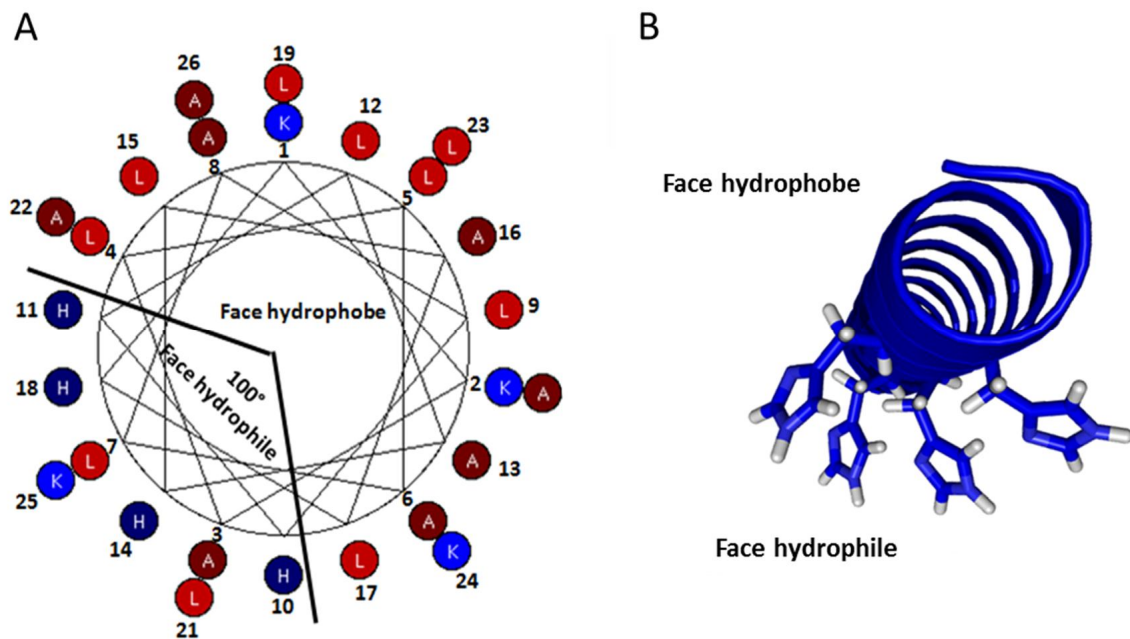 A
B
19
26
L
12
23
A
K
L
L
15
A
1
L
L
8
5
22
A
L
4
A
16
Face hydrophobe
Face hydrophobe
11
H
L
9
Face hydrophile
100°
18
H
2
K
A
7
L
K
25
A
13
6
A
K
24
H
14
3
A
L
21
H
10
L
17
Face hydrophile